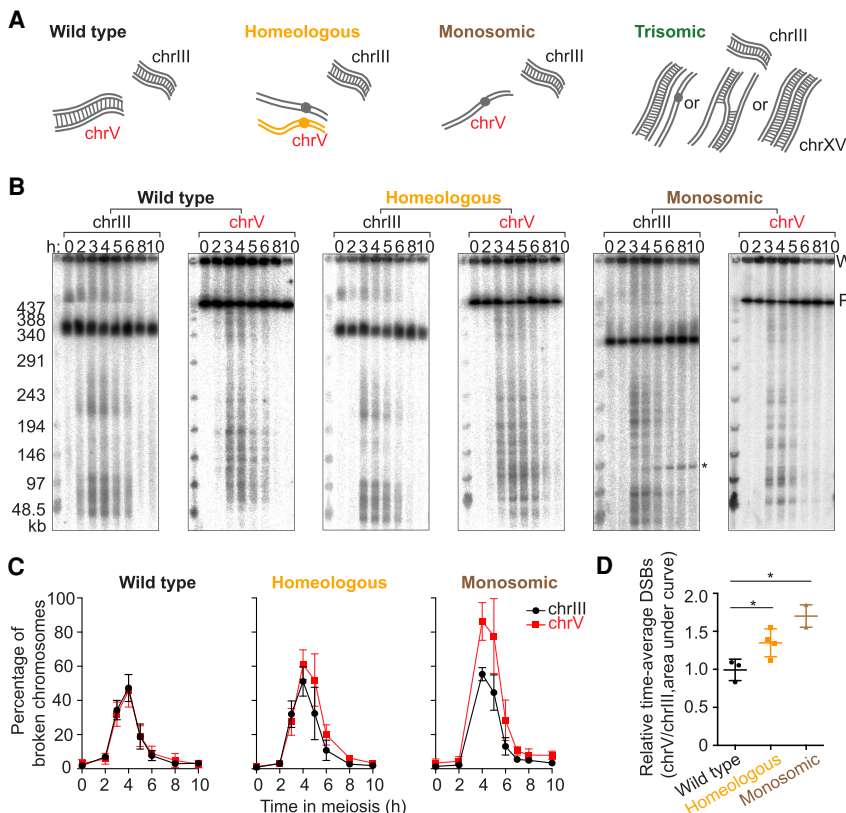 A
Wild type
Homeologous
Monosomic
Trisomic
chrIII
chrIII
chrIII
chrIII
chrV
chrV
chrV
or
or
chrXV
B
Wild type
Homeologous
Monosomic
chrIII
chrV
chrIII
chrV
chrIII
chrV
h: 0 2 3 4 5 6 8 10
0 2 3 4 5 6 8 10
0 2 3 4 5 6 8 10
0 2 3 4 5 6 8 10
0 2 3 4 5 6 8 10
0 2 3 4 5 6 8 10
W
P
437
388
340
291
243
194
146
97
48.5
kb
*
C
Wild type
Homeologous
Monosomic
Percentage of
broken chromosomes
100
80
60
40
20
0
chrIII
chrV
0 2 4 6 8 10
0 2 4 6 8 10
0 2 4 6 8 10
Time in meiosis (h)
D
Relative time-average DSBs
(chrV/chrIII,area under curve)
2.0
1.5
1.0
0.5
0
*
*
Wild type
Homeologous
Monosomic